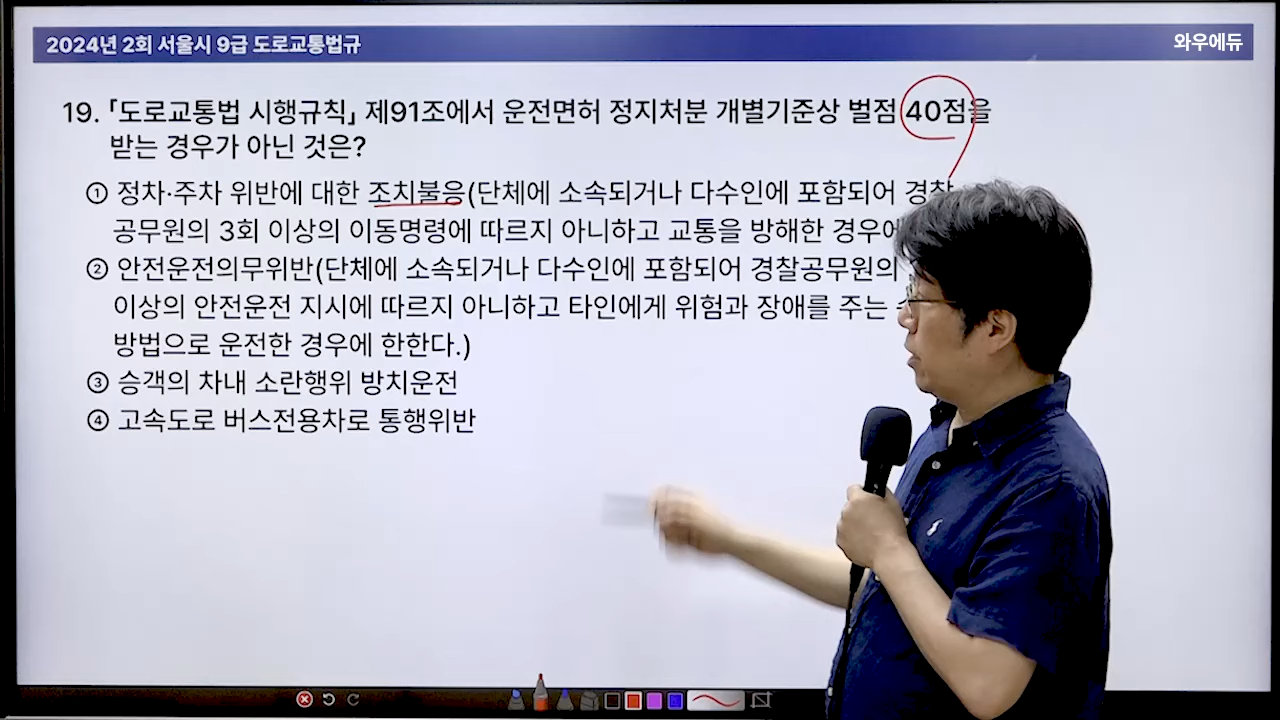 2024년 2회 서울시 9급 도로교통법규
와우에듀
19. 「도로교통법 시행규칙」 제91조에서 운전면허 정지처분 개별기준상 벌점 40점을
받는 경우가 아닌 것은?
① 정차·주차 위반에 대한 조치불응(단체에 소속되거나 다수인에 포함되어 경찰
공무원의 3회 이상의 이동명령에 따르지 아니하고 교통을 방해한 경우에
② 안전운전의무위반(단체에 소속되거나 다수인에 포함되어 경찰공무원의
이상의 안전운전 지시에 따르지 아니하고 타인에게 위험과 장애를 주는
방법으로 운전한 경우에 한한다.)
③ 승객의 차내 소란행위 방치운전
④ 고속도로 버스전용차로 통행위반